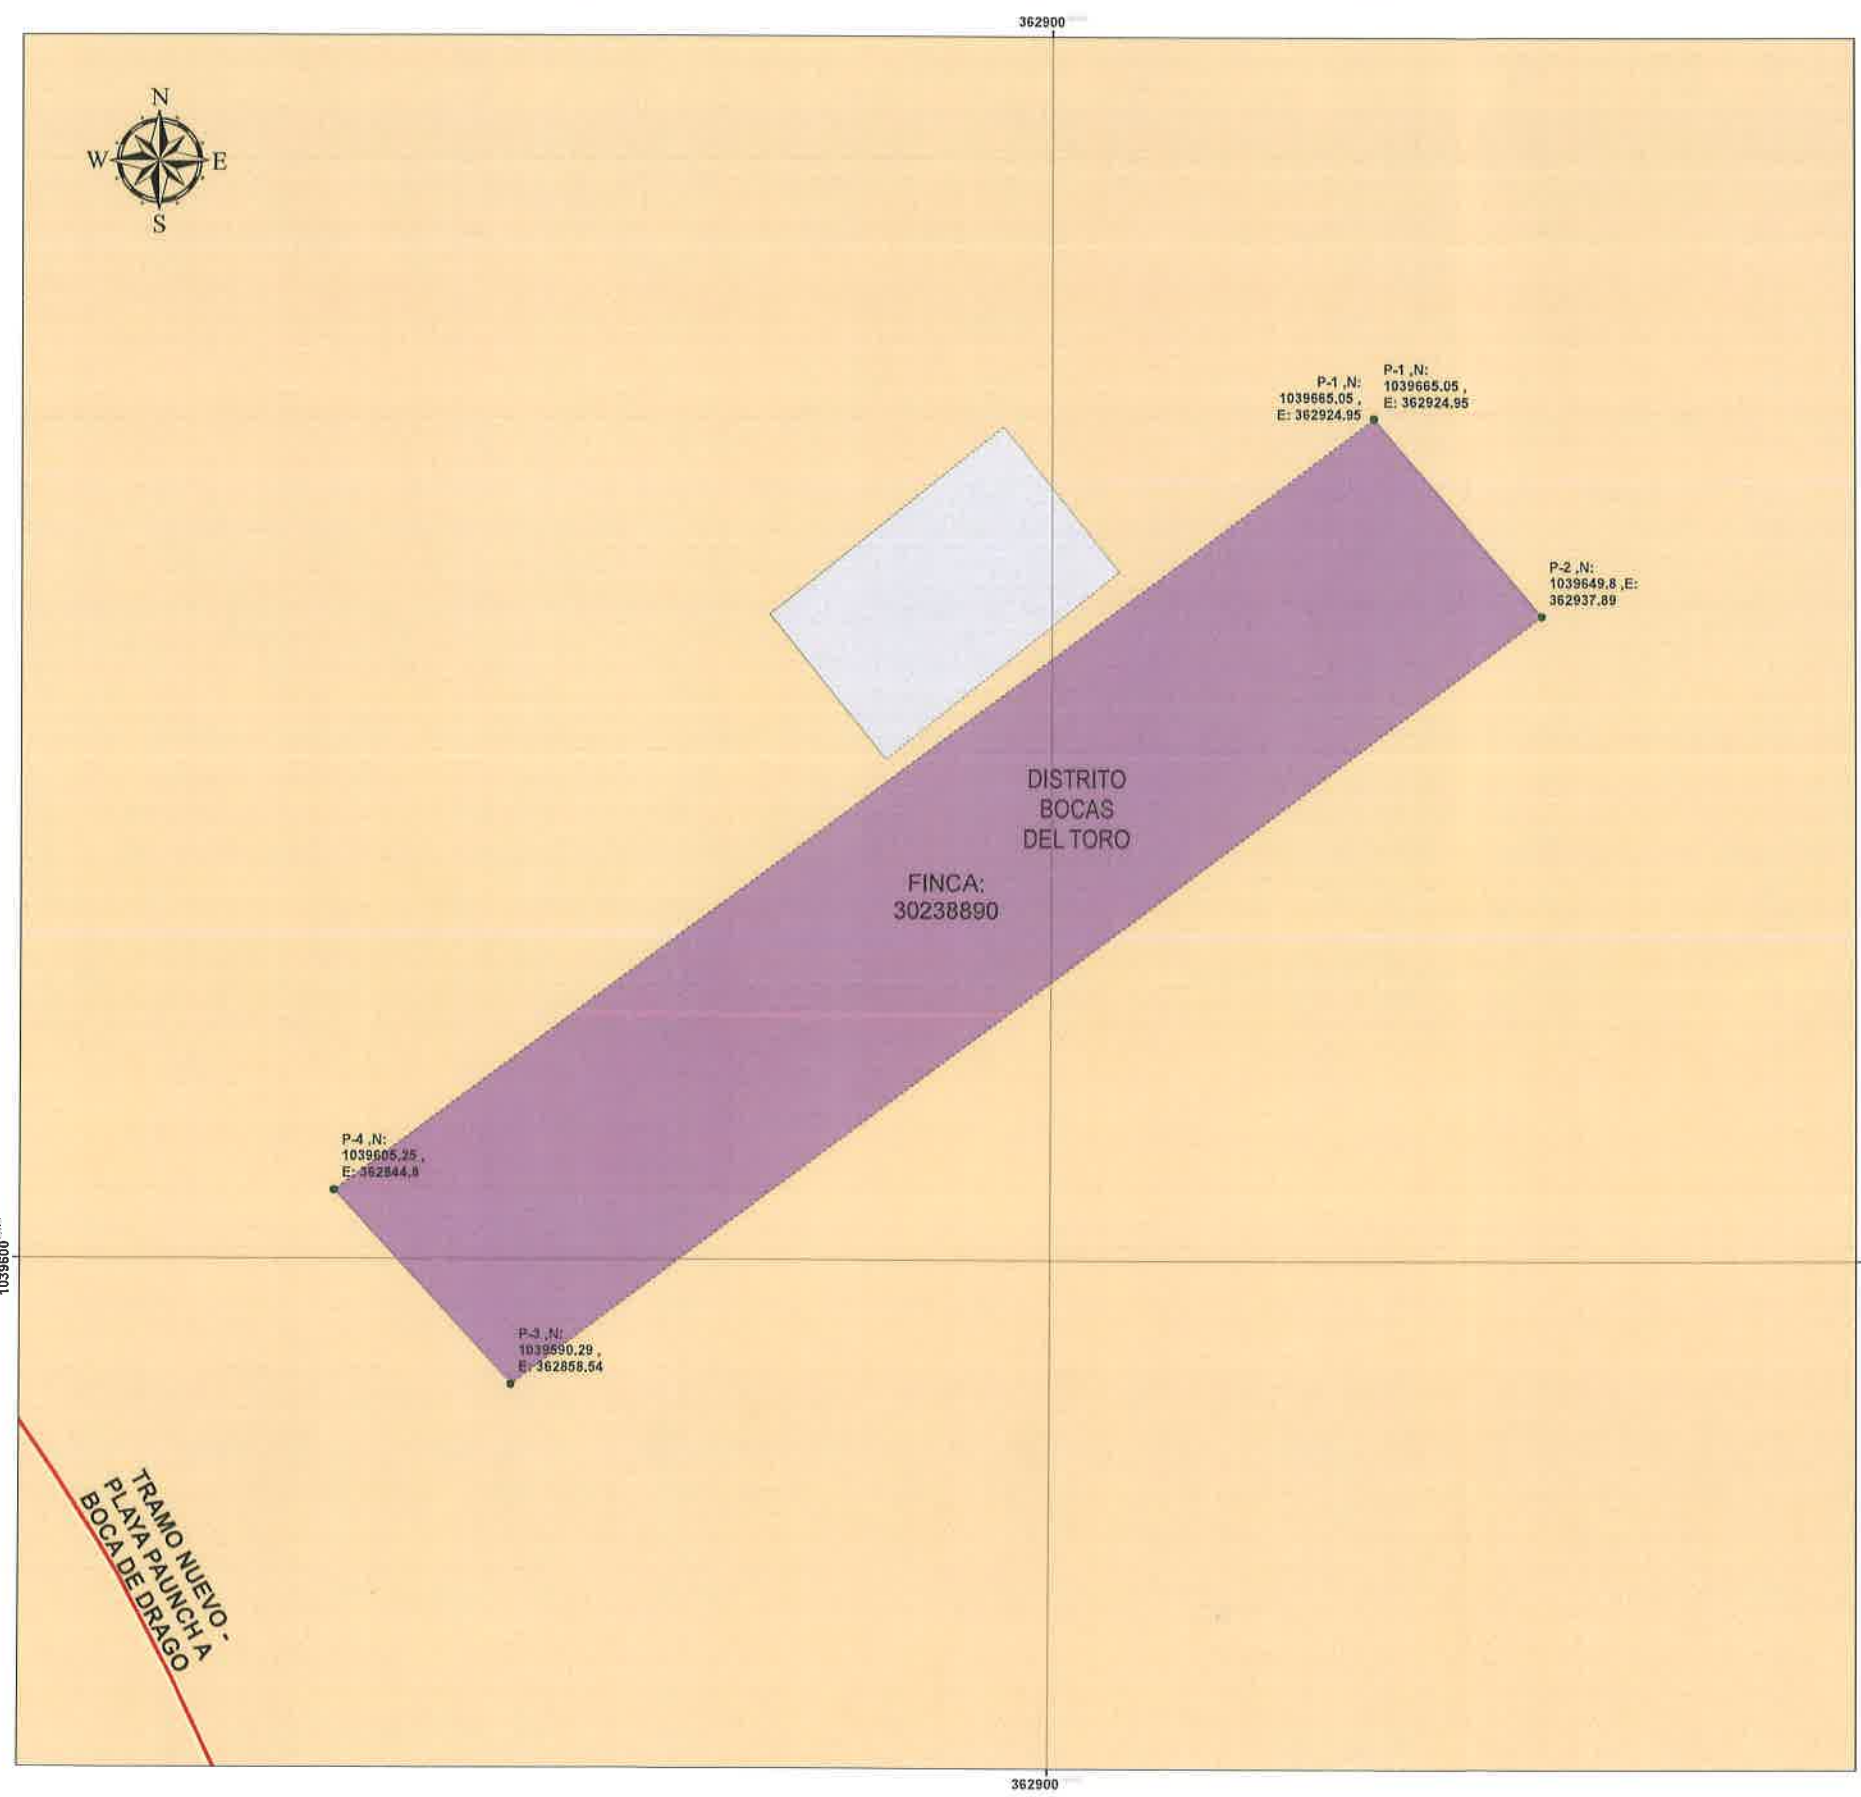 362900
N
W
E
S
P-1 ,N:
1039665.05 ,
E: 362924.95
P-1 ,N:
1039665.05 ,
E: 362924.95
P-2 ,N:
1039649.8 ,E:
362937.89
DISTRITO
BOCAS
DEL TORO
FINCA:
30238890
P-4 ,N:
1039605.25 ,
E: 362844.8
1039600
P-3 ,N:
1039590.29 ,
E: 362858.54
TRAMO NUEVO -
PLAYA PAUNCH A
BOCA DE DRAGO
362900